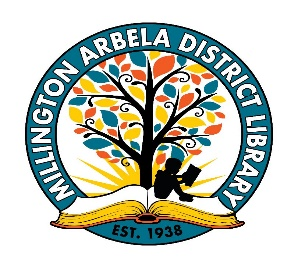 MILLINGTON ARBELA DISTRICT LIBRARY
EST. 1938